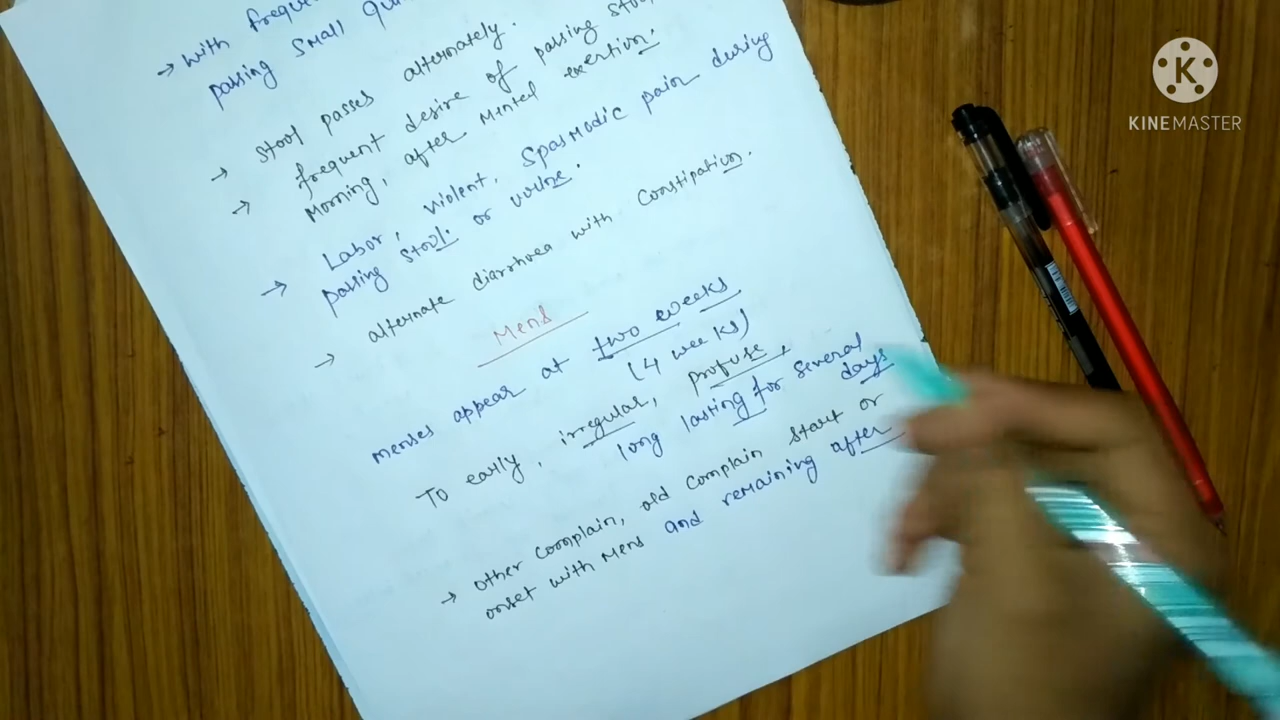 → with freque
passing small qu
→ stool passes alternately.
→ frequent desire of passing stool
Morning, after Mental exertion.
→ Labor, violent, Spasmodic pain during
passing stool or urine.
→ alternate diarrhoea with Constipation.
Mens
menses appear at two weeks
(4 weeks)
To early, irregular, profuse,
long lasting for several
days
→ other Complain, old Complain start or
onset with Mens and remaining after
KINEMASTER